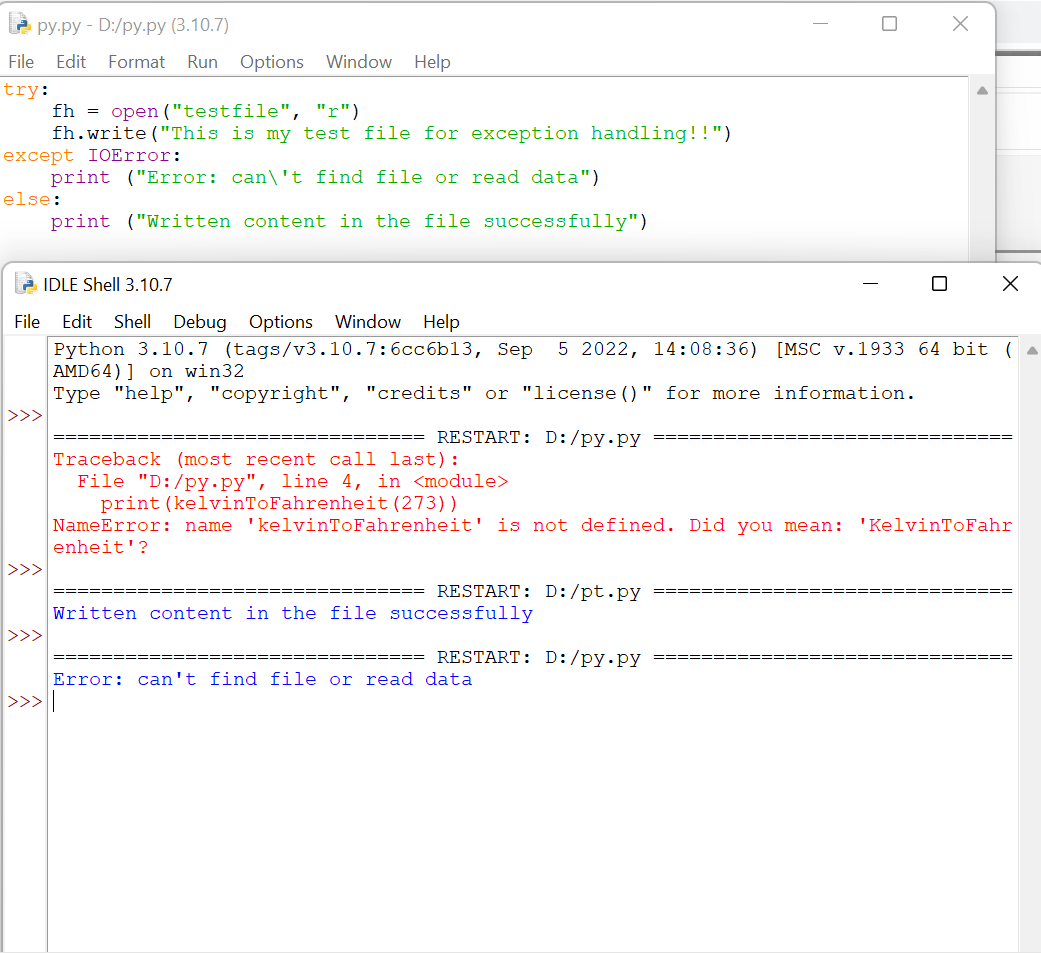 py.py - D:/py.py (3.10.7)
File Edit Format Run Options Window Help
try:
    fh = open("testfile", "r")
    fh.write("This is my test file for exception handling!!")
except IOError:
    print ("Error: can\'t find file or read data")
else:
    print ("Written content in the file successfully")
IDLE Shell 3.10.7
File Edit Shell Debug Options Window Help
Python 3.10.7 (tags/v3.10.7:6cc6b13, Sep  5 2022, 14:08:36) [MSC v.1933 64 bit (
AMD64)] on win32
Type "help", "copyright", "credits" or "license()" for more information.
>>>
=============================== RESTART: D:/py.py ==============================
Traceback (most recent call last):
  File "D:/py.py", line 4, in <module>
    print(kelvinToFahrenheit(273))
NameError: name 'kelvinToFahrenheit' is not defined. Did you mean: 'KelvinToFahr
enheit'?
>>>
=============================== RESTART: D:/pt.py ==============================
Written content in the file successfully
>>>
=============================== RESTART: D:/py.py ==============================
Error: can't find file or read data
>>>